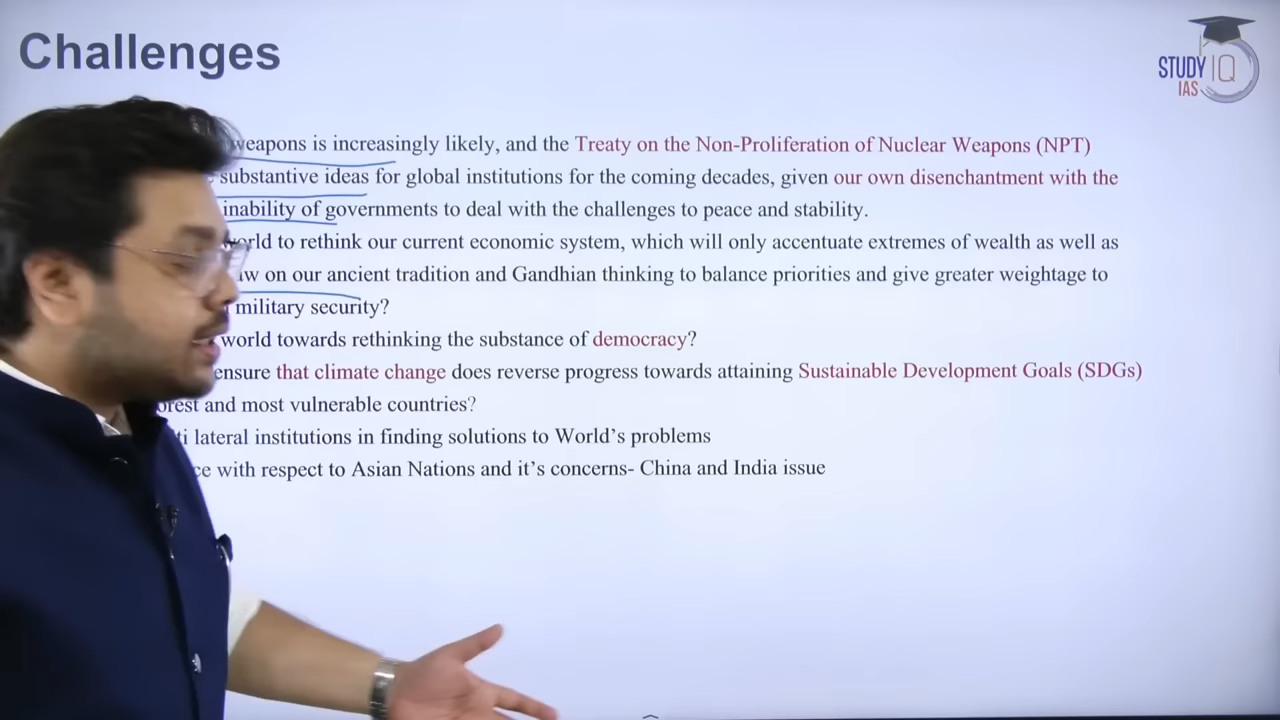 Challenges
STUDY IQ
IAS
weapons is increasingly likely, and the Treaty on the Non-Proliferation of Nuclear Weapons (NPT)
substantive ideas for global institutions for the coming decades, given our own disenchantment with the
inability of governments to deal with the challenges to peace and stability.
world to rethink our current economic system, which will only accentuate extremes of wealth as well as
on our ancient tradition and Gandhian thinking to balance priorities and give greater weightage to
military security?
world towards rethinking the substance of democracy?
ensure that climate change does reverse progress towards attaining Sustainable Development Goals (SDGs)
and most vulnerable countries?
lateral institutions in finding solutions to World's problems
with respect to Asian Nations and it's concerns- China and India issue